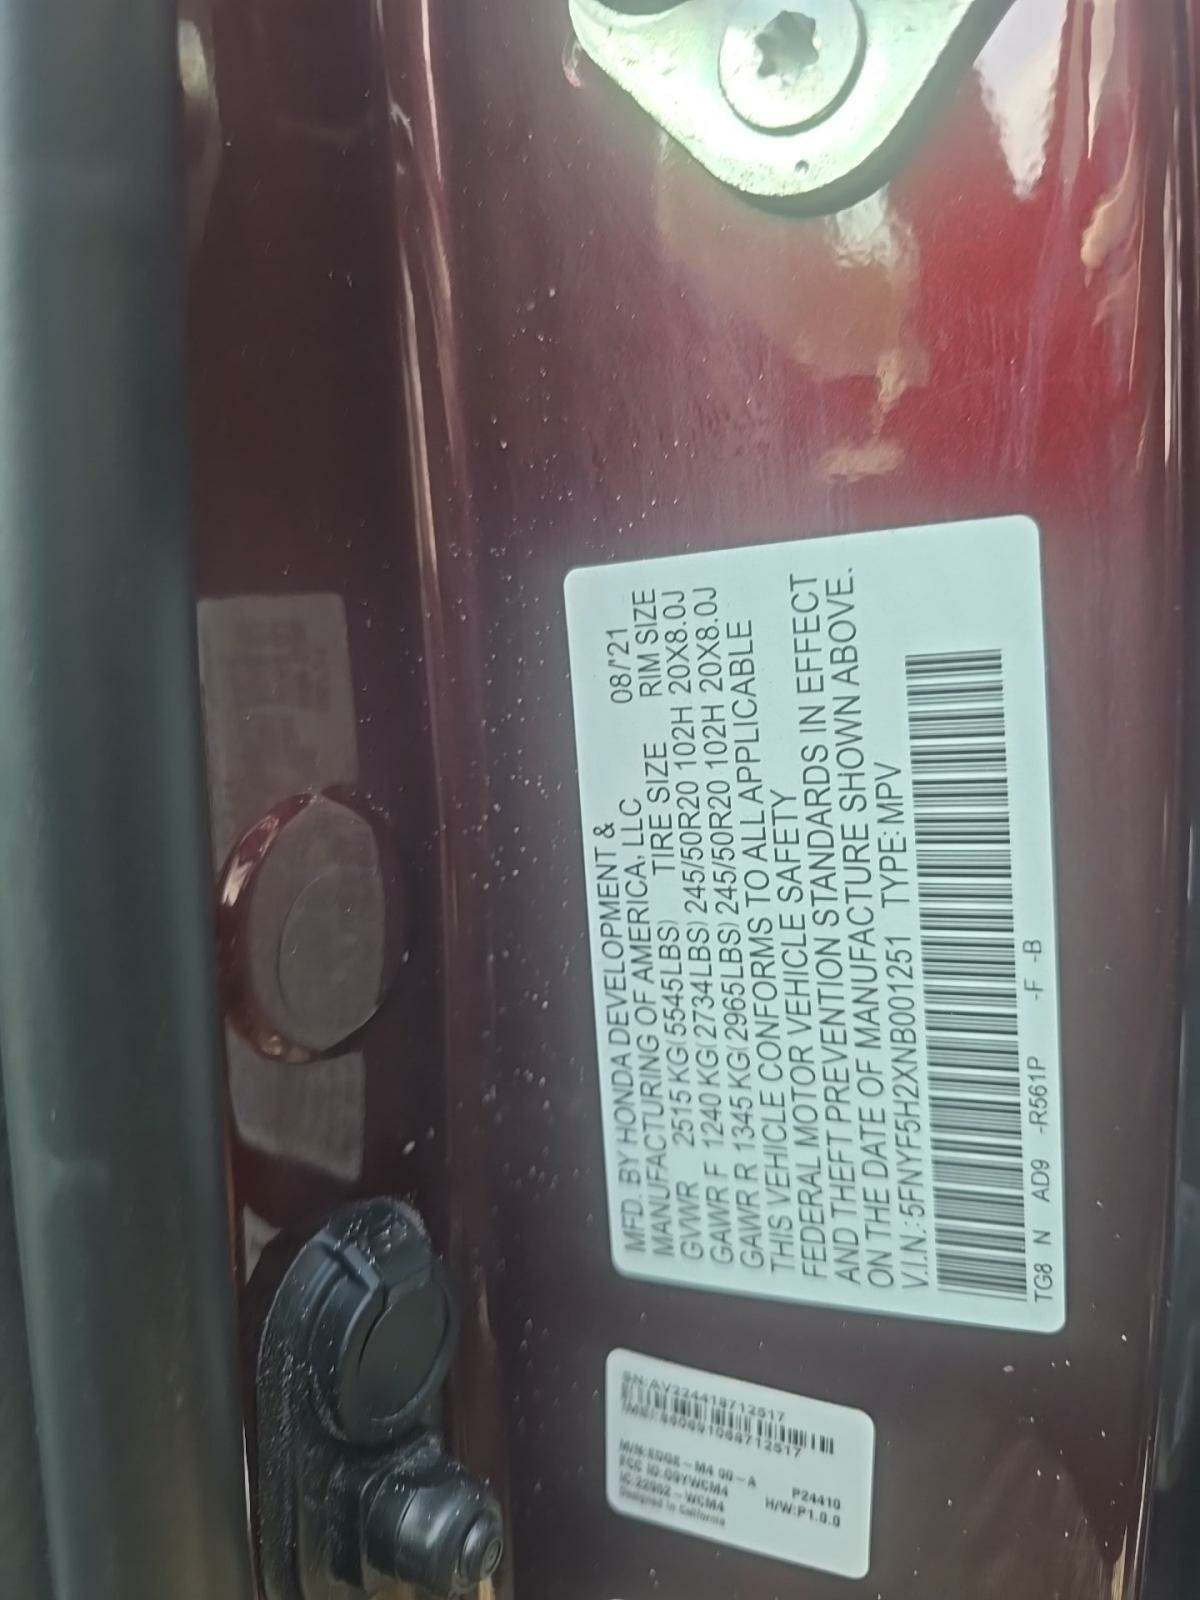 MFD. BY HONDA DEVELOPMENT &
MANUFACTURING OF AMERICA, LLC 08/'21
GVWR 2515 KG(5545LBS) TIRE SIZE RIM SIZE
GAWR F 1240 KG(2734LBS) 245/50R20 102H 20X8.0J
GAWR R 1345 KG(2965LBS) 245/50R20 102H 20X8.0J
THIS VEHICLE CONFORMS TO ALL APPLICABLE
FEDERAL MOTOR VEHICLE SAFETY
AND THEFT PREVENTION STANDARDS IN EFFECT
ON THE DATE OF MANUFACTURE SHOWN ABOVE.
V.I.N.: 5FNYF5H2XNB001251 TYPE: MPV
TG8 N AD9 -R561P -F -B
SN:AV224418712517
P24410
H/W:P1.0.0
Designed in California